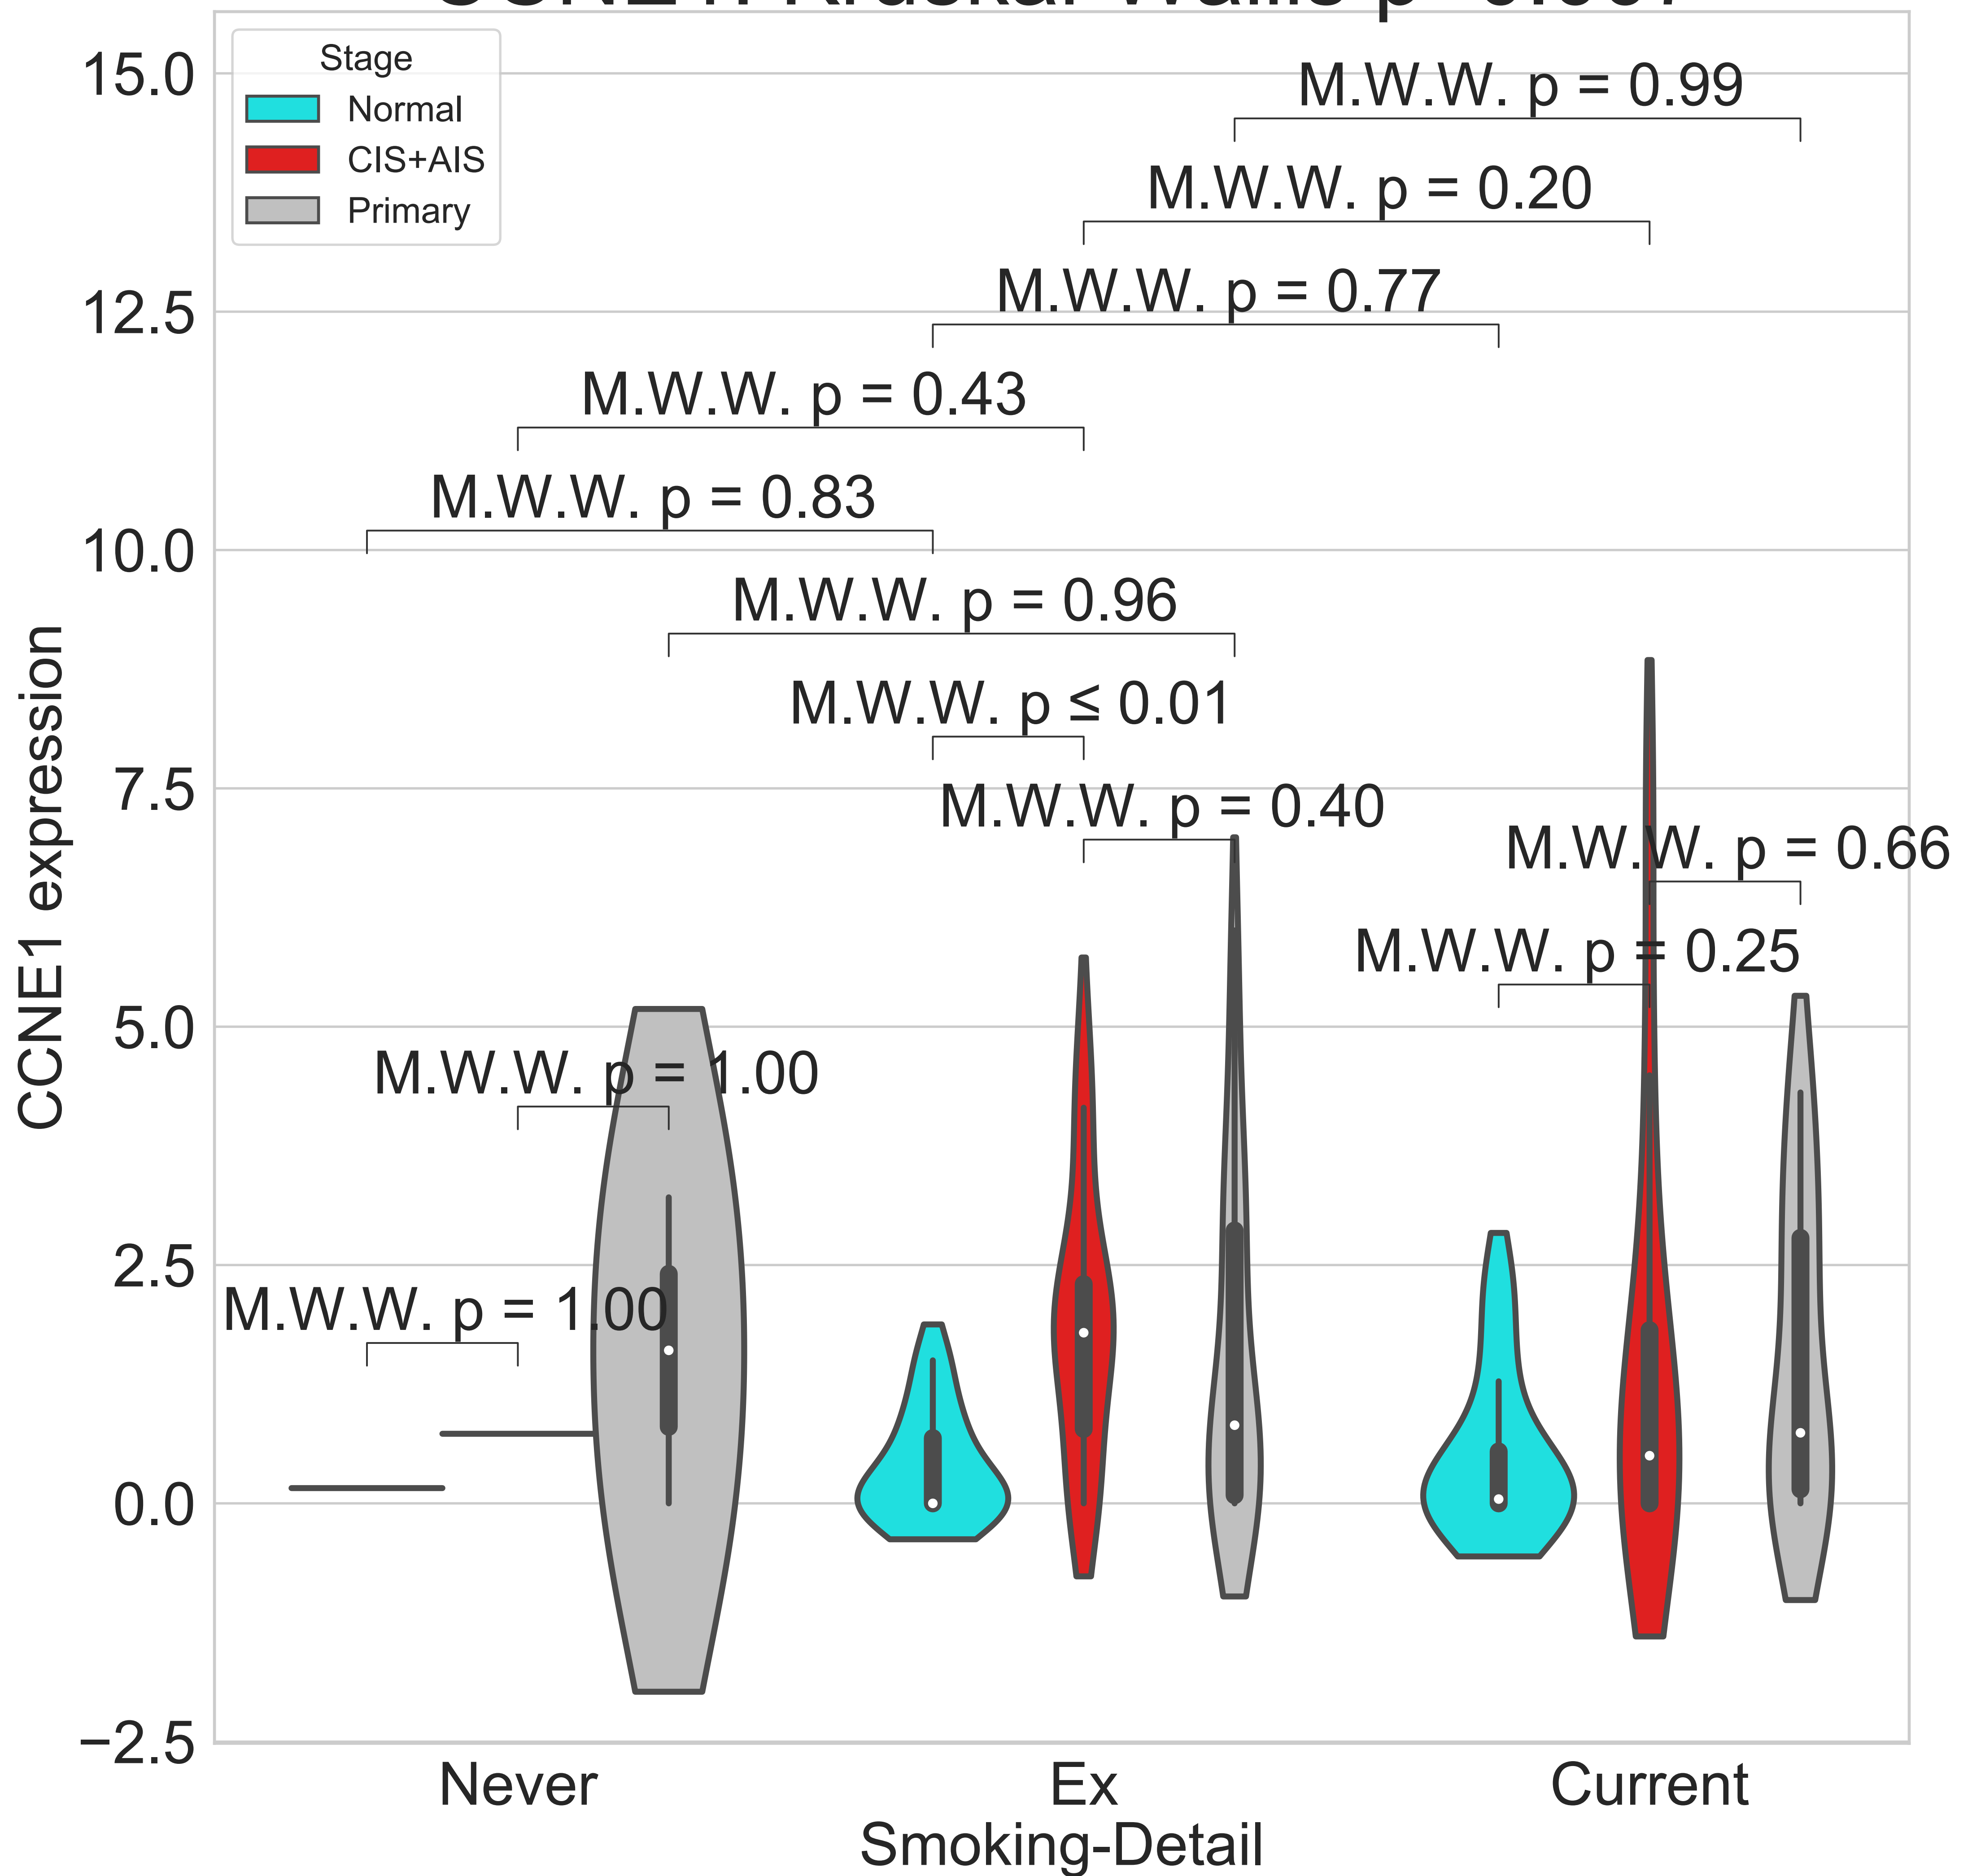 Stage
Normal
CIS+AIS
Primary
15.0
12.5
10.0
7.5
5.0
2.5
0.0
−2.5
CCNE1 expression
M.W.W. p = 0.99
M.W.W. p = 0.20
M.W.W. p = 0.77
M.W.W. p = 0.43
M.W.W. p = 0.83
M.W.W. p = 0.96
M.W.W. p ≤ 0.01
M.W.W. p = 0.40
M.W.W. p = 0.66
M.W.W. p = 0.25
M.W.W. p = 1.00
M.W.W. p = 1.00
Never
Ex
Current
Smoking-Detail